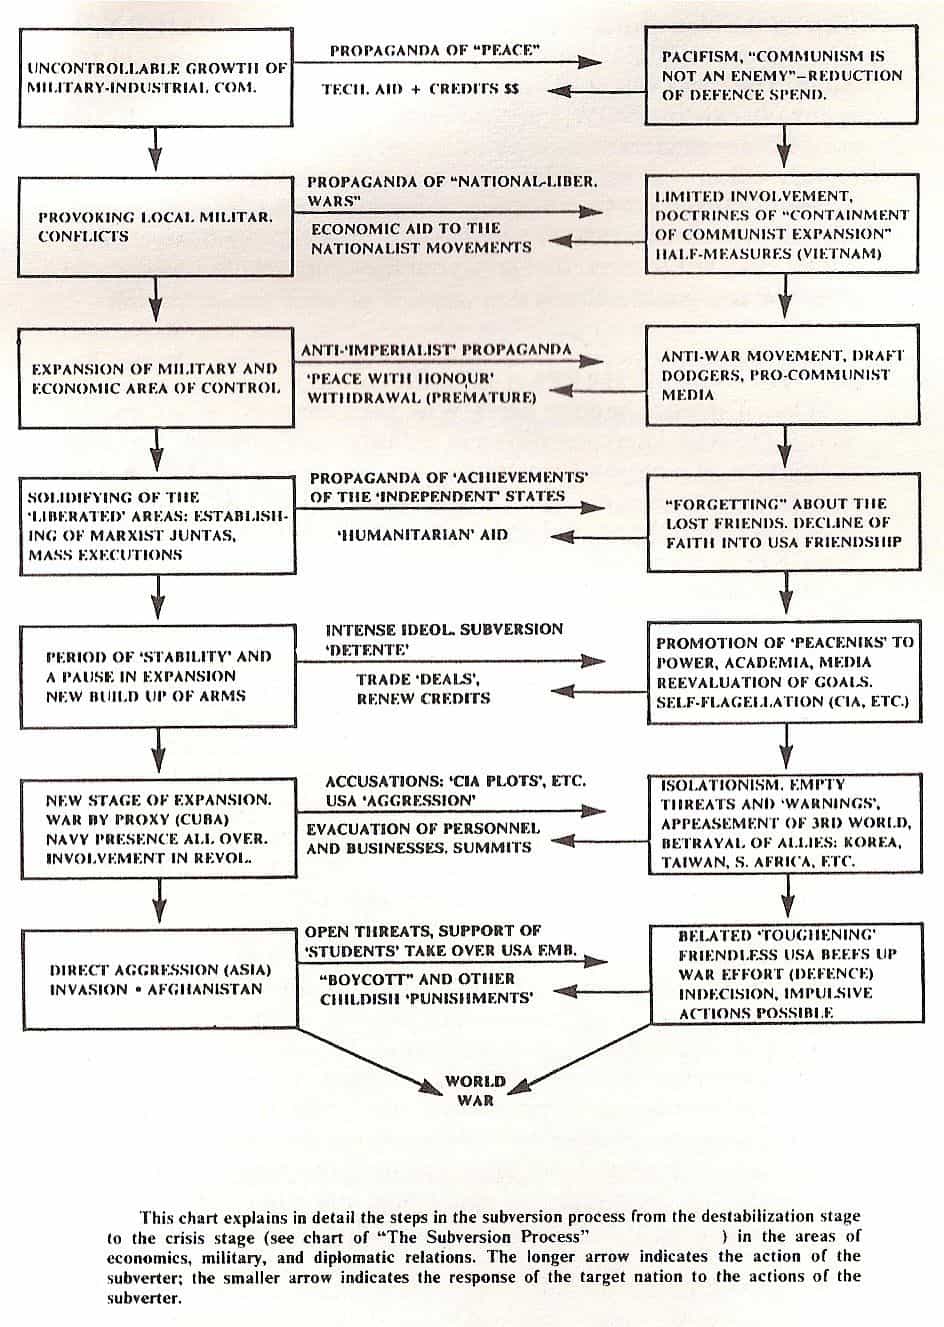 UNCONTROLLABLE GROWTH OF
MILITARY-INDUSTRIAL COM.
PROPAGANDA OF "PEACE"
TECH. AID + CREDITS $$
PACIFISM, "COMMUNISM IS
NOT AN ENEMY"–REDUCTION
OF DEFENCE SPEND.
PROVOKING LOCAL MILITAR.
CONFLICTS
PROPAGANDA OF "NATIONAL-LIBER.
WARS"
ECONOMIC AID TO THE
NATIONALIST MOVEMENTS
LIMITED INVOLVEMENT,
DOCTRINES OF "CONTAINMENT
OF COMMUNIST EXPANSION"
HALF-MEASURES (VIETNAM)
EXPANSION OF MILITARY AND
ECONOMIC AREA OF CONTROL
ANTI-'IMPERIALIST' PROPAGANDA
'PEACE WITH HONOUR'
WITHDRAWAL (PREMATURE)
ANTI-WAR MOVEMENT, DRAFT
DODGERS, PRO-COMMUNIST
MEDIA
SOLIDIFYING OF THE
'LIBERATED' AREAS: ESTABLISH-
ING OF MARXIST JUNTAS,
MASS EXECUTIONS
PROPAGANDA OF 'ACHIEVEMENTS'
OF THE 'INDEPENDENT' STATES
'HUMANITARIAN' AID
"FORGETTING" ABOUT THE
LOST FRIENDS. DECLINE OF
FAITH INTO USA FRIENDSHIP
PERIOD OF 'STABILITY' AND
A PAUSE IN EXPANSION
NEW BUILD UP OF ARMS
INTENSE IDEOL. SUBVERSION
'DETENTE'
TRADE 'DEALS',
RENEW CREDITS
PROMOTION OF 'PEACENIKS' TO
POWER, ACADEMIA, MEDIA
REEVALUATION OF GOALS.
SELF-FLAGELLATION (CIA, ETC.)
NEW STAGE OF EXPANSION.
WAR BY PROXY (CUBA)
NAVY PRESENCE ALL OVER.
INVOLVEMENT IN REVOL.
ACCUSATIONS: 'CIA PLOTS', ETC.
USA 'AGGRESSION'
EVACUATION OF PERSONNEL
AND BUSINESSES, SUMMITS
ISOLATIONISM. EMPTY
THREATS AND 'WARNINGS',
APPEASEMENT OF 3RD WORLD,
BETRAYAL OF ALLIES: KOREA,
TAIWAN, S. AFRICA, ETC.
DIRECT AGGRESSION (ASIA)
INVASION • AFGHANISTAN
OPEN THREATS, SUPPORT OF
'STUDENTS' TAKE OVER USA EMB.
"BOYCOTT" AND OTHER
CHILDISH 'PUNISHMENTS'
BELATED 'TOUGHENING'
FRIENDLESS USA BEEFS UP
WAR EFFORT (DEFENCE)
INDECISION, IMPULSIVE
ACTIONS POSSIBLE
WORLD
WAR
This chart explains in detail the steps in the subversion process from the destabilization stage
to the crisis stage (see chart of "The Subversion Process" ) in the areas of
economics, military, and diplomatic relations. The longer arrow indicates the action of the
subverter; the smaller arrow indicates the response of the target nation to the actions of the
subverter.